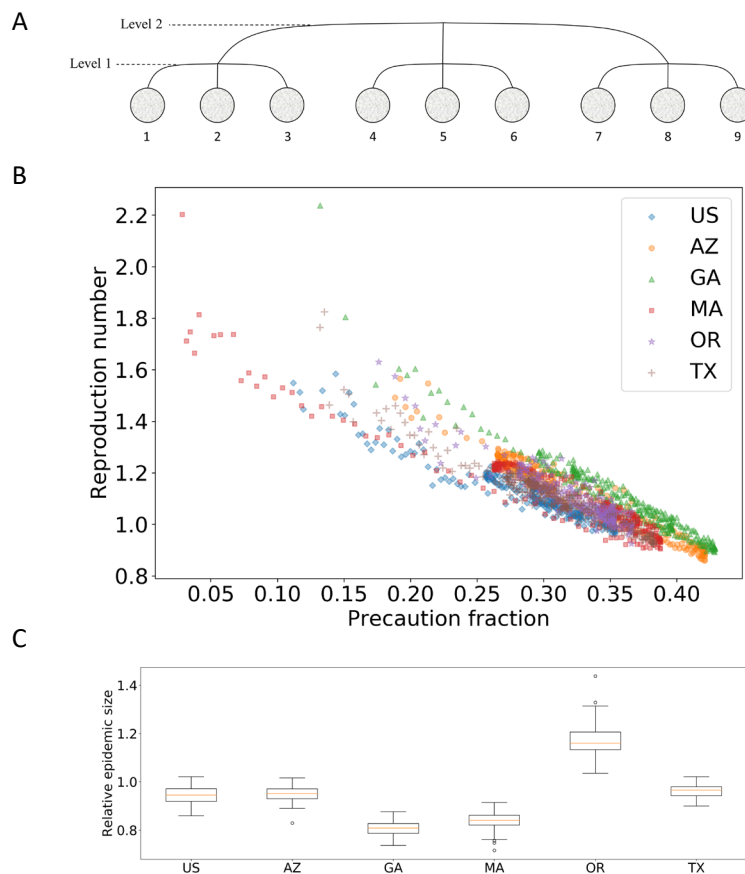 A
Level 2
Level 1
1 2 3 4 5 6 7 8 9
B
Reproduction number
2.2
2.0
1.8
1.6
1.4
1.2
1.0
0.8
US
AZ
GA
MA
OR
TX
0.05 0.10 0.15 0.20 0.25 0.30 0.35 0.40
Precaution fraction
C
Relative epidemic size
1.4
1.2
1.0
0.8
US AZ GA MA OR TX